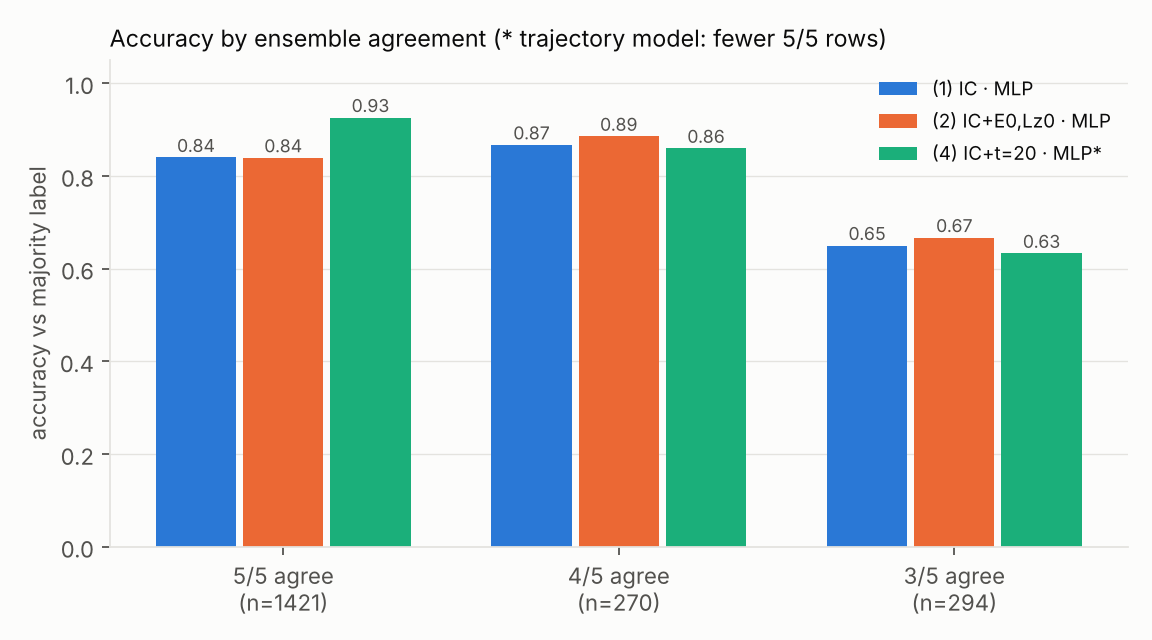 Accuracy by ensemble agreement (* trajectory model: fewer 5/5 rows)
(1) IC · MLP
(2) IC+E0,Lz0 · MLP
(4) IC+t=20 · MLP*
accuracy vs majority label
1.0
0.8
0.6
0.4
0.2
0.0
0.84
0.84
0.93
0.87
0.89
0.86
0.65
0.67
0.63
5/5 agree
(n=1421)
4/5 agree
(n=270)
3/5 agree
(n=294)